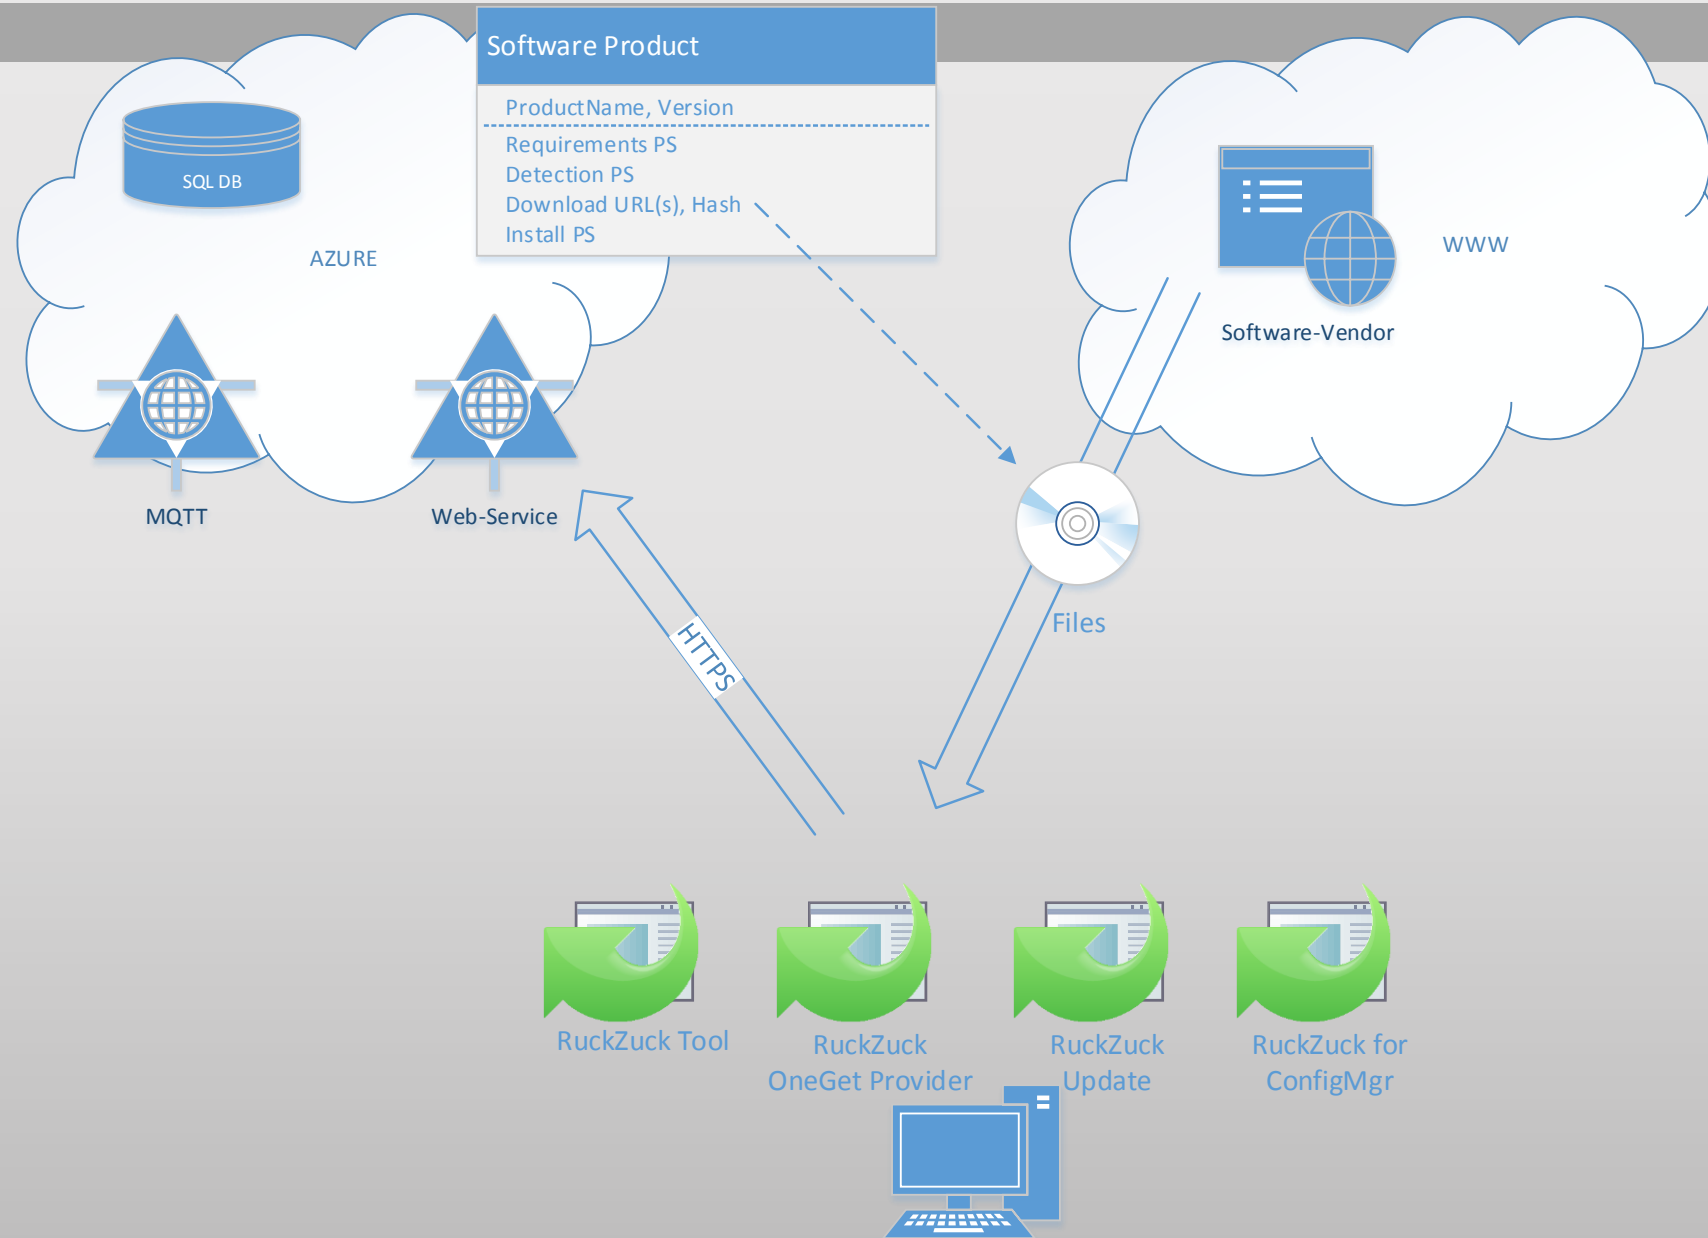 Software Product
ProductName, Version
Requirements PS
Detection PS
Download URL(s), Hash
Install PS
SQL DB
AZURE
MQTT
Web-Service
WWW
Software-Vendor
Files
HTTPS
RuckZuck Tool
RuckZuck
OneGet Provider
RuckZuck
Update
RuckZuck for
ConfigMgr